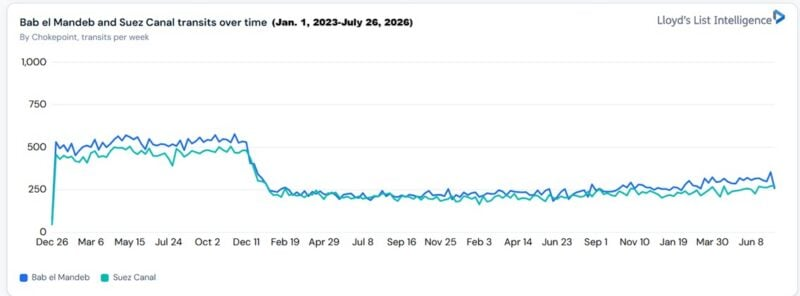 Bab el Mandeb and Suez Canal transits over time (Jan. 1, 2023-July 26, 2026)
Lloyd's List Intelligence
By Chokepoint, transits per week
1,000
750
500
250
0
Dec 26 Mar 6 May 15 Jul 24 Oct 2 Dec 11 Feb 19 Apr 29 Jul 8 Sep 16 Nov 25 Feb 3 Apr 14 Jun 23 Sep 1 Nov 10 Jan 19 Mar 30 Jun 8
Bab el Mandeb Suez Canal